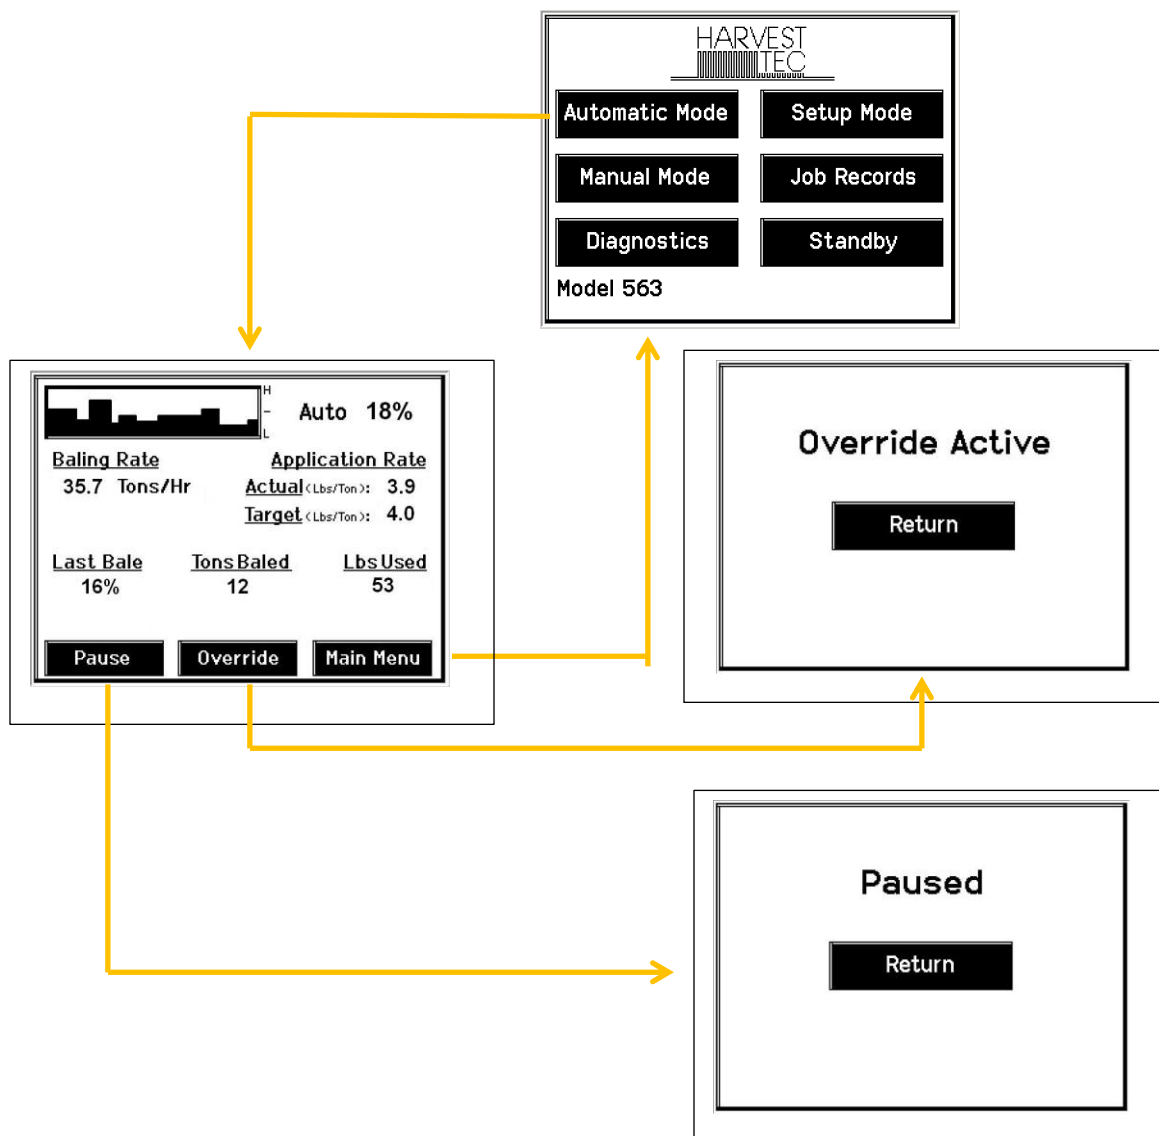 HARVEST
TEC
Automatic Mode Setup Mode
Manual Mode Job Records
Diagnostics Standby
Model 563
H
–
L
Auto 18%
Baling Rate Application Rate
35.7 Tons/Hr Actual <Lbs/Ton>: 3.9
Target <Lbs/Ton>: 4.0
Last Bale Tons Baled Lbs Used
16% 12 53
Pause Override Main Menu
Override Active
Return
Paused
Return